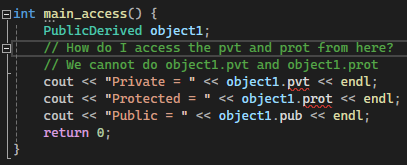 int main_access() {
PublicDerived object1;
// How do I access the pvt and prot from here?
// We cannot do object1.pvt and object1.prot
cout << "Private = " << object1.pvt << endl;
cout << "Protected = " << object1.prot << endl;
cout << "Public = " << object1.pub << endl;
return 0;
}